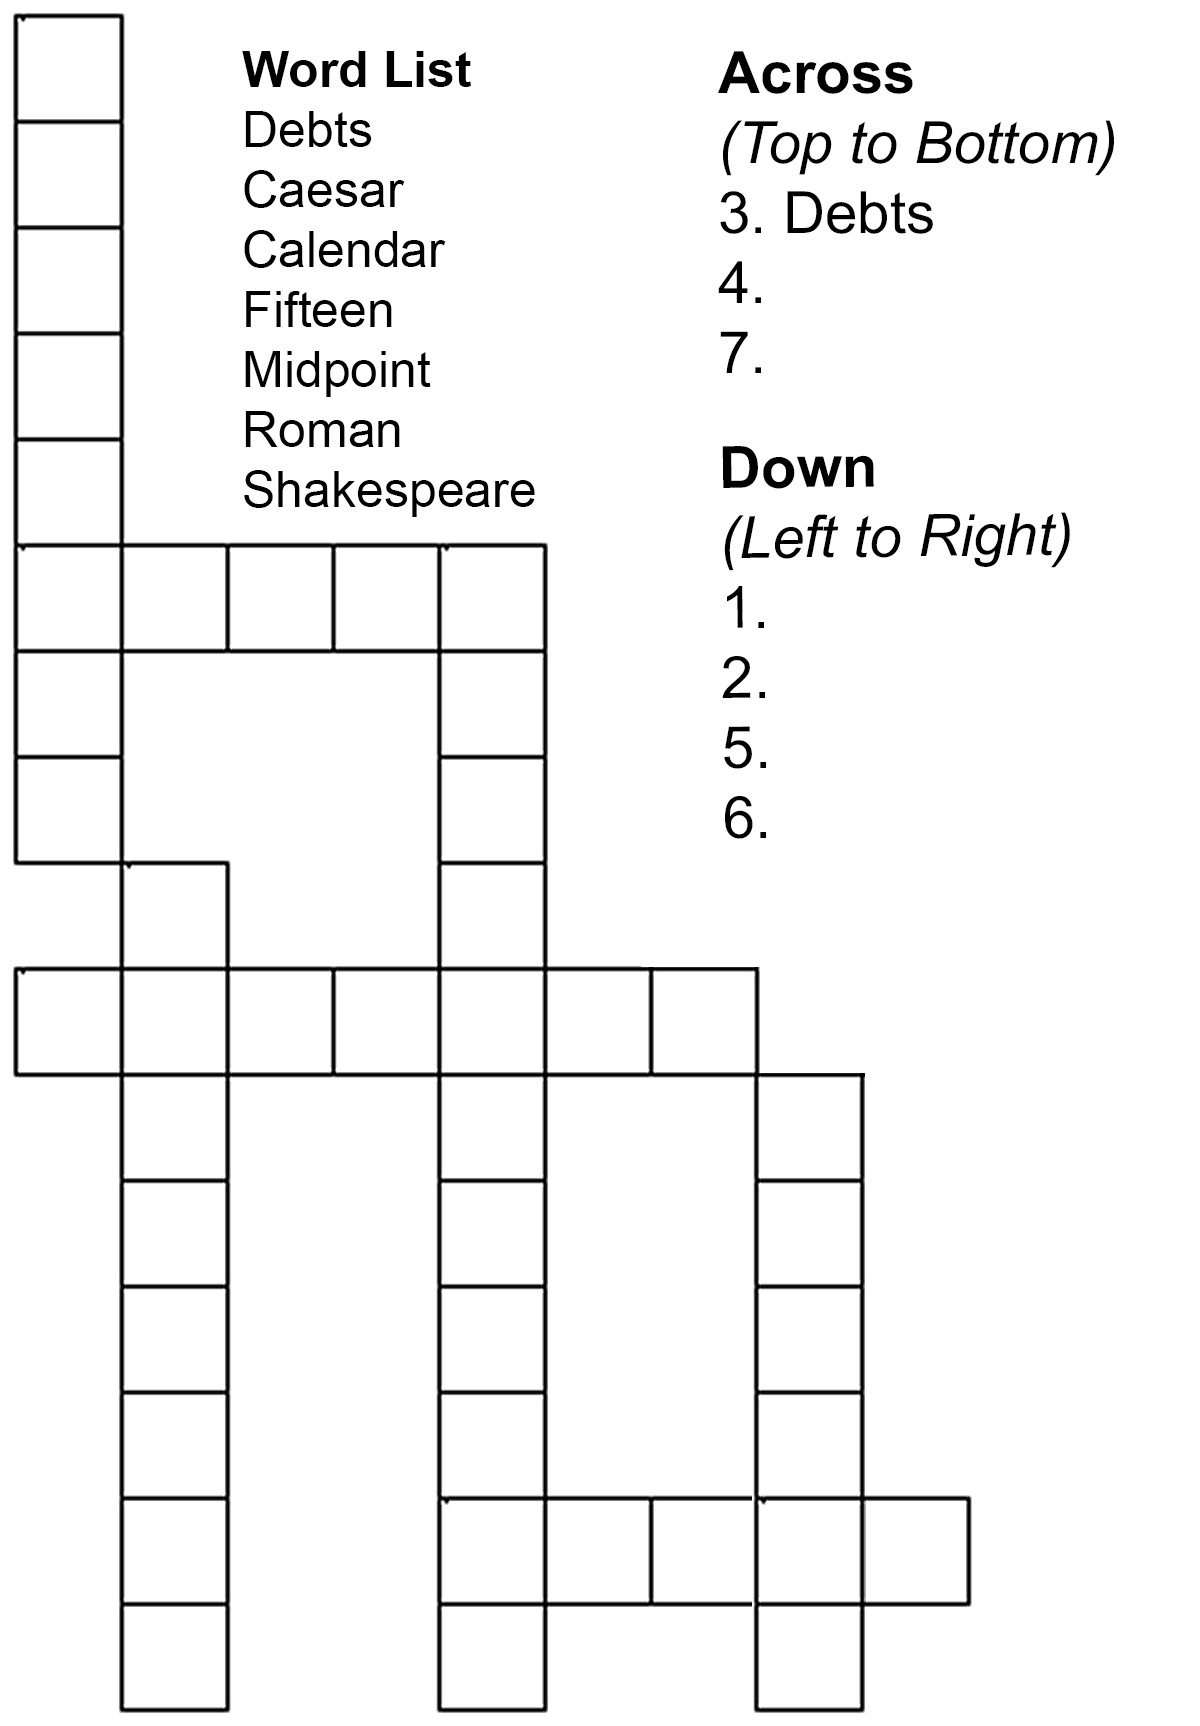 Word List
Debts
Caesar
Calendar
Fifteen
Midpoint
Roman
Shakespeare
Across
(Top to Bottom)
3. Debts
4.
7.
Down
(Left to Right)
1.
2.
5.
6.